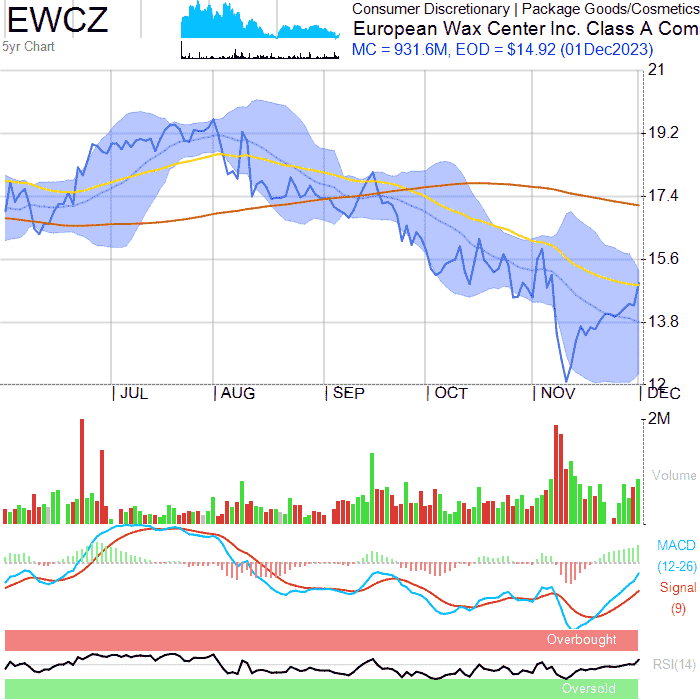 EWCZ
5yr Chart
Consumer Discretionary | Package Goods/Cosmetics
European Wax Center Inc. Class A Com
MC = 931.6M, EOD = $14.92 (01Dec2023)
21
19.2
17.4
15.6
13.8
12
JUL AUG SEP OCT NOV DEC
2M
Volume
MACD
(12-26)
Signal
(9)
Overbought
RSI(14)
Oversold